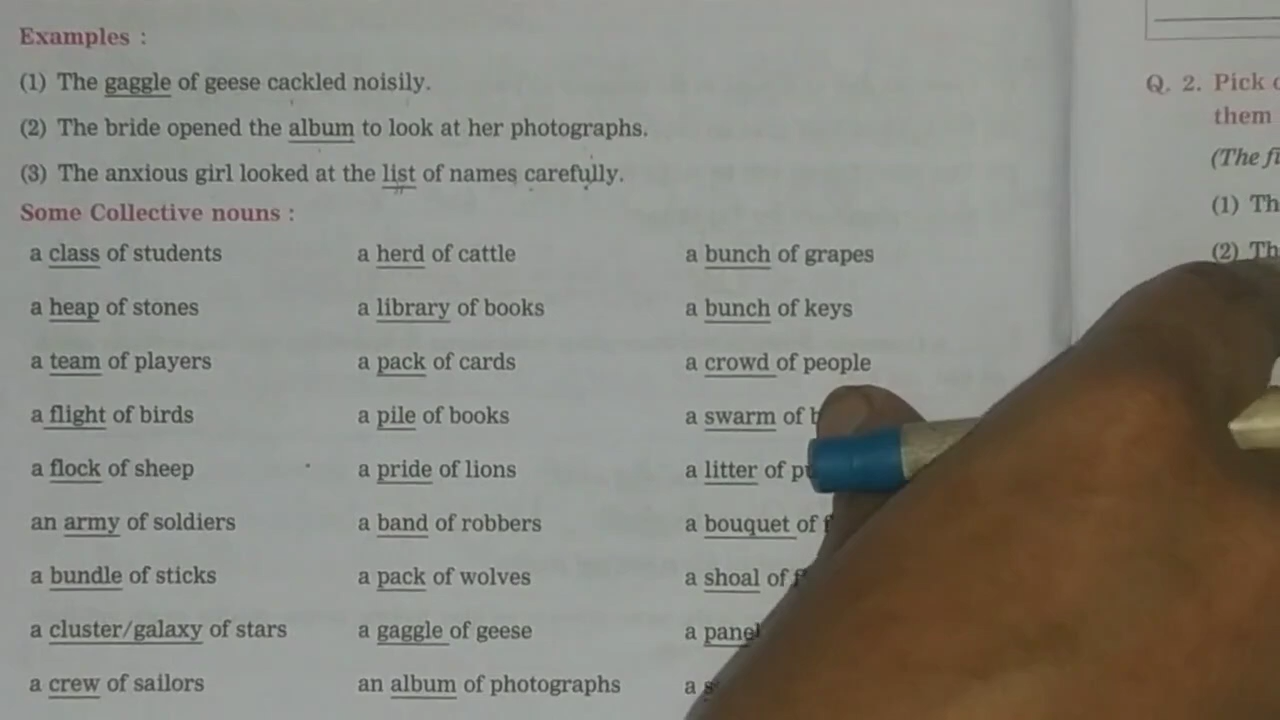 Examples :
(1) The gaggle of geese cackled noisily.
(2) The bride opened the album to look at her photographs.
(3) The anxious girl looked at the list of names carefully.
Some Collective nouns :
a class of students a herd of cattle a bunch of grapes
a heap of stones a library of books a bunch of keys
a team of players a pack of cards a crowd of people
a flight of birds a pile of books a swarm of
a flock of sheep a pride of lions a litter of
an army of soldiers a band of robbers a bouquet of
a bundle of sticks a pack of wolves a shoal of
a cluster/galaxy of stars a gaggle of geese a panel
a crew of sailors an album of photographs a
Q. 2. Pick
them
(The
(1)
(2)